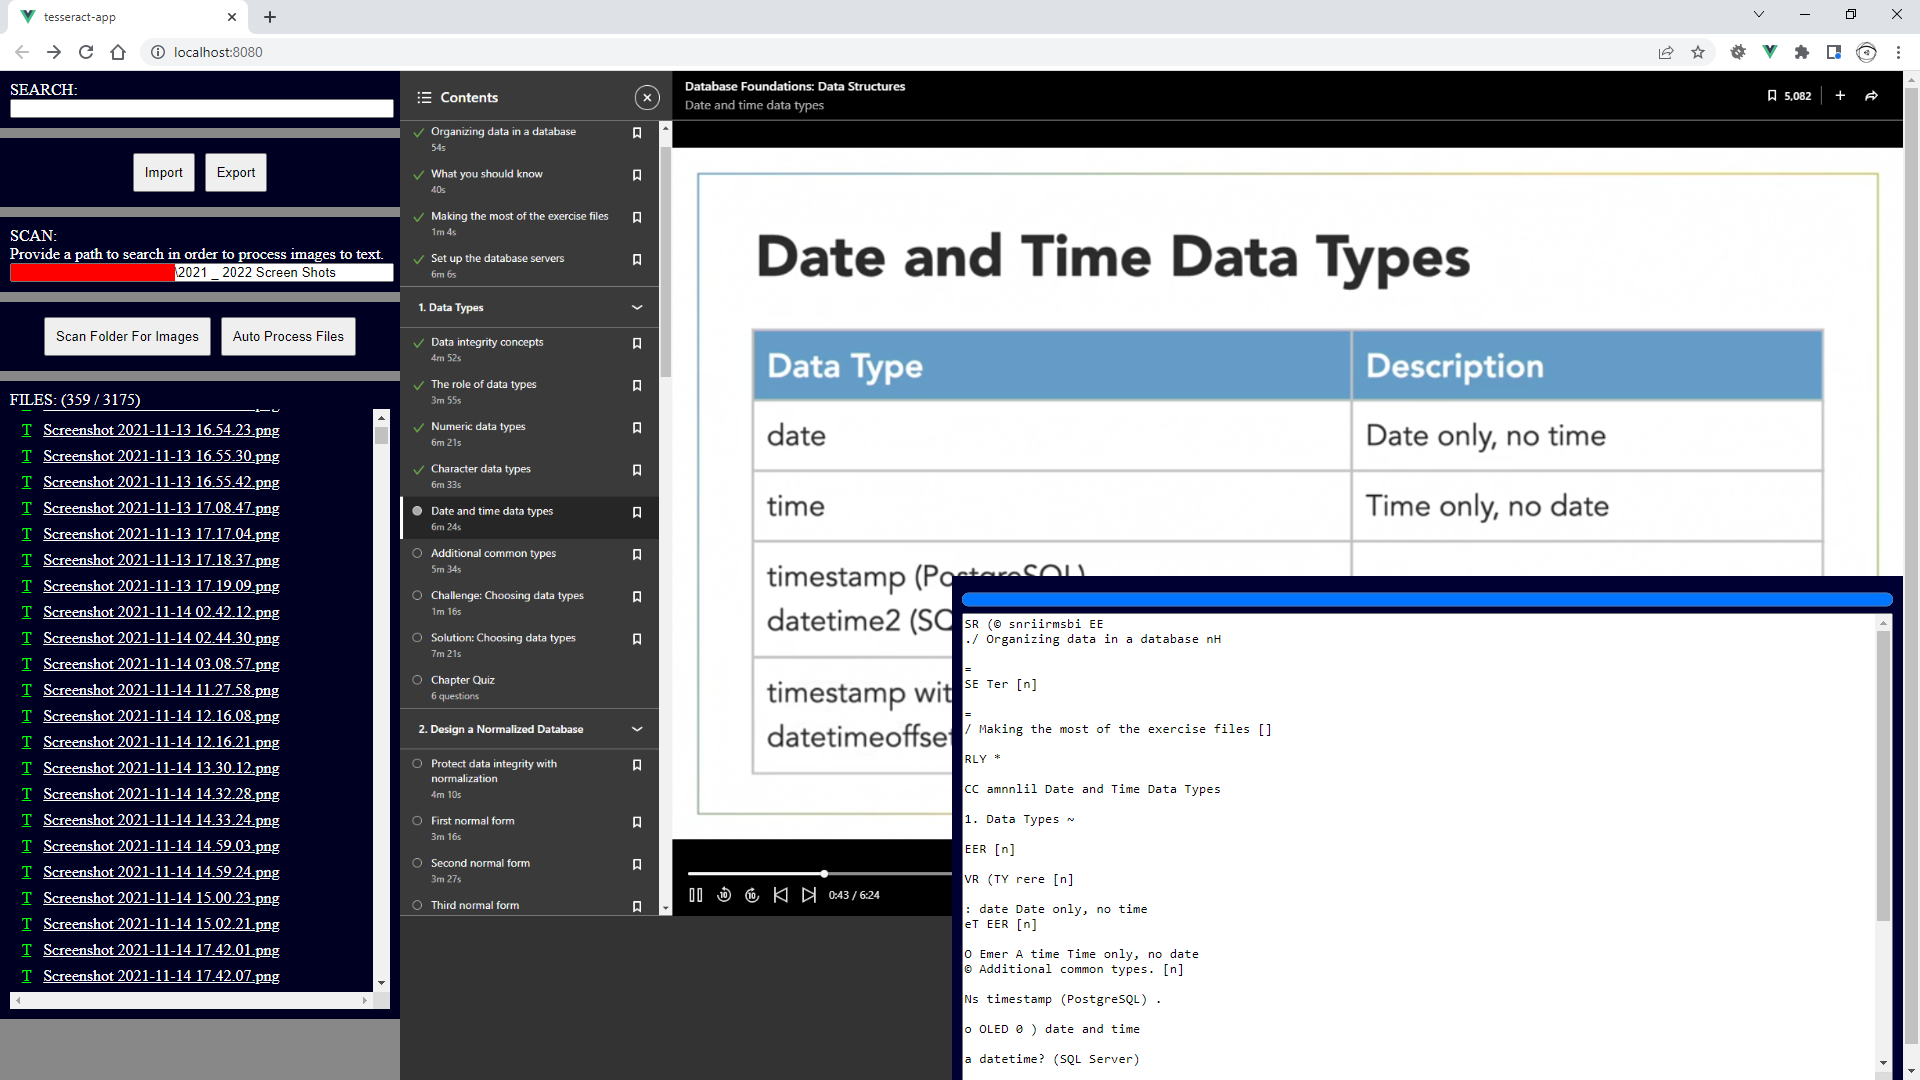 tesseract-app
localhost:8080
SEARCH:
Import
Export
SCAN:
Provide a path to search in order to process images to text.
\2021 _ 2022 Screen Shots
Scan Folder For Images
Auto Process Files
FILES: (359 / 3175)
T Screenshot 2021-11-13 16.54.23.png
T Screenshot 2021-11-13 16.55.30.png
T Screenshot 2021-11-13 16.55.42.png
T Screenshot 2021-11-13 17.08.47.png
T Screenshot 2021-11-13 17.17.04.png
T Screenshot 2021-11-13 17.18.37.png
T Screenshot 2021-11-13 17.19.09.png
T Screenshot 2021-11-14 02.42.12.png
T Screenshot 2021-11-14 02.44.30.png
T Screenshot 2021-11-14 03.08.57.png
T Screenshot 2021-11-14 11.27.58.png
T Screenshot 2021-11-14 12.16.08.png
T Screenshot 2021-11-14 12.16.21.png
T Screenshot 2021-11-14 13.30.12.png
T Screenshot 2021-11-14 14.32.28.png
T Screenshot 2021-11-14 14.33.24.png
T Screenshot 2021-11-14 14.59.03.png
T Screenshot 2021-11-14 14.59.24.png
T Screenshot 2021-11-14 15.00.23.png
T Screenshot 2021-11-14 15.02.21.png
T Screenshot 2021-11-14 17.42.01.png
T Screenshot 2021-11-14 17.42.07.png
Contents
Organizing data in a database
54s
What you should know
40s
Making the most of the exercise files
1m 4s
Set up the database servers
6m 6s
1. Data Types
Data integrity concepts
4m 52s
The role of data types
3m 55s
Numeric data types
6m 21s
Character data types
6m 33s
Date and time data types
6m 24s
Additional common types
5m 34s
Challenge: Choosing data types
1m 16s
Solution: Choosing data types
7m 21s
Chapter Quiz
6 questions
2. Design a Normalized Database
Protect data integrity with
normalization
4m 10s
First normal form
3m 16s
Second normal form
3m 27s
Third normal form
Database Foundations: Data Structures
Date and time data types
5,082
Date and Time Data Types
Data Type
Description
date
Date only, no time
time
Time only, no date
timestamp (PostgreSQL)
datetime2 (SQ
timestamp wit
datetimeoffset
10
10
0:43 / 6:24
SR (© snriirmsbi EE
./ Organizing data in a database nH
=
SE Ter [n]
=
/ Making the most of the exercise files []
RLY *
CC amnnlil Date and Time Data Types
1. Data Types ~
EER [n]
VR (TY rere [n]
: date Date only, no time
eT EER [n]
O Emer A time Time only, no date
© Additional common types. [n]
Ns timestamp (PostgreSQL) .
o OLED 0 ) date and time
a datetime? (SQL Server)